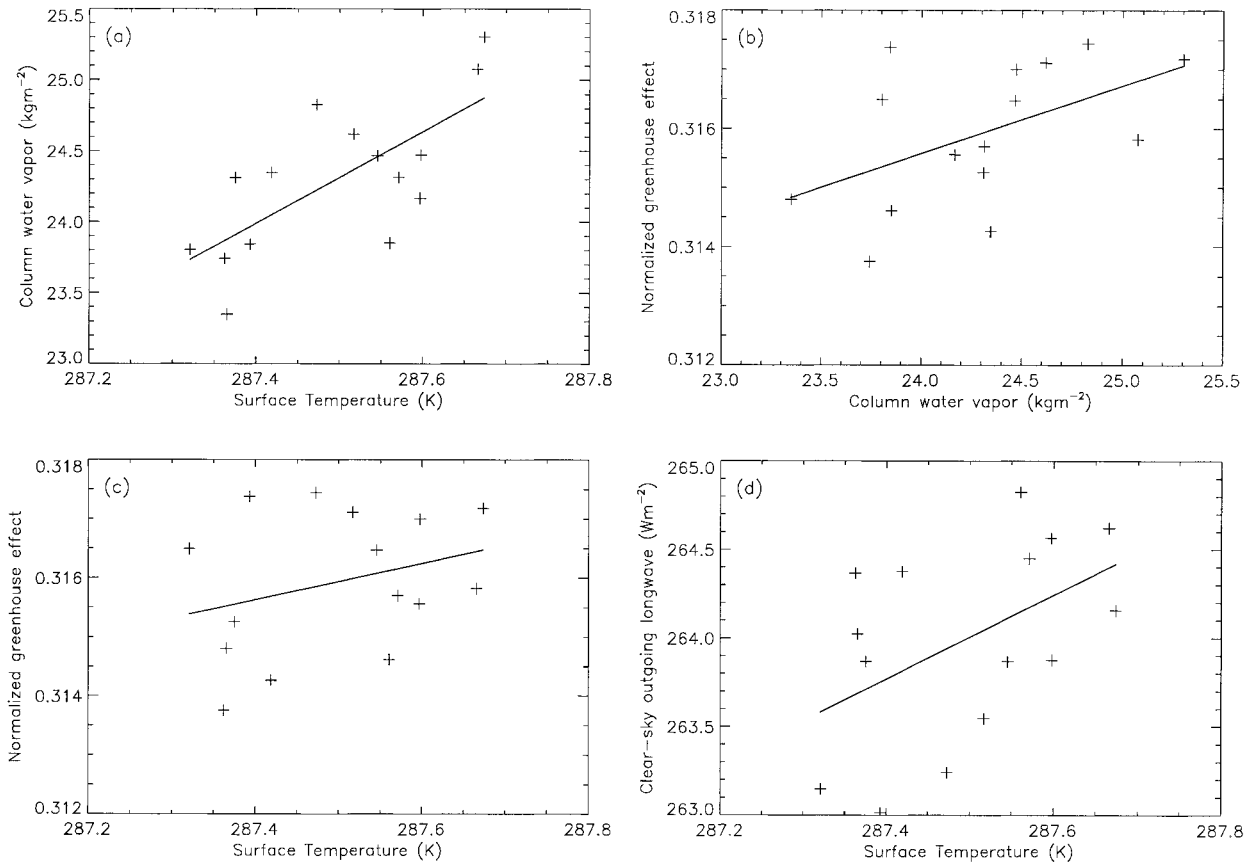 (a)
Column water vapor (kgm⁻²)
25.5
25.0
24.5
24.0
23.5
23.0
287.2 287.4 287.6 287.8
Surface Temperature (K)
(b)
Normalized greenhouse effect
0.318
0.316
0.314
0.312
23.0 23.5 24.0 24.5 25.0 25.5
Column water vapor (kgm⁻²)
(c)
Normalized greenhouse effect
0.318
0.316
0.314
0.312
287.2 287.4 287.6 287.8
Surface Temperature (K)
(d)
Clear-sky outgoing longwave (Wm⁻²)
265.0
264.5
264.0
263.5
263.0
287.2 287.4 287.6 287.8
Surface Temperature (K)